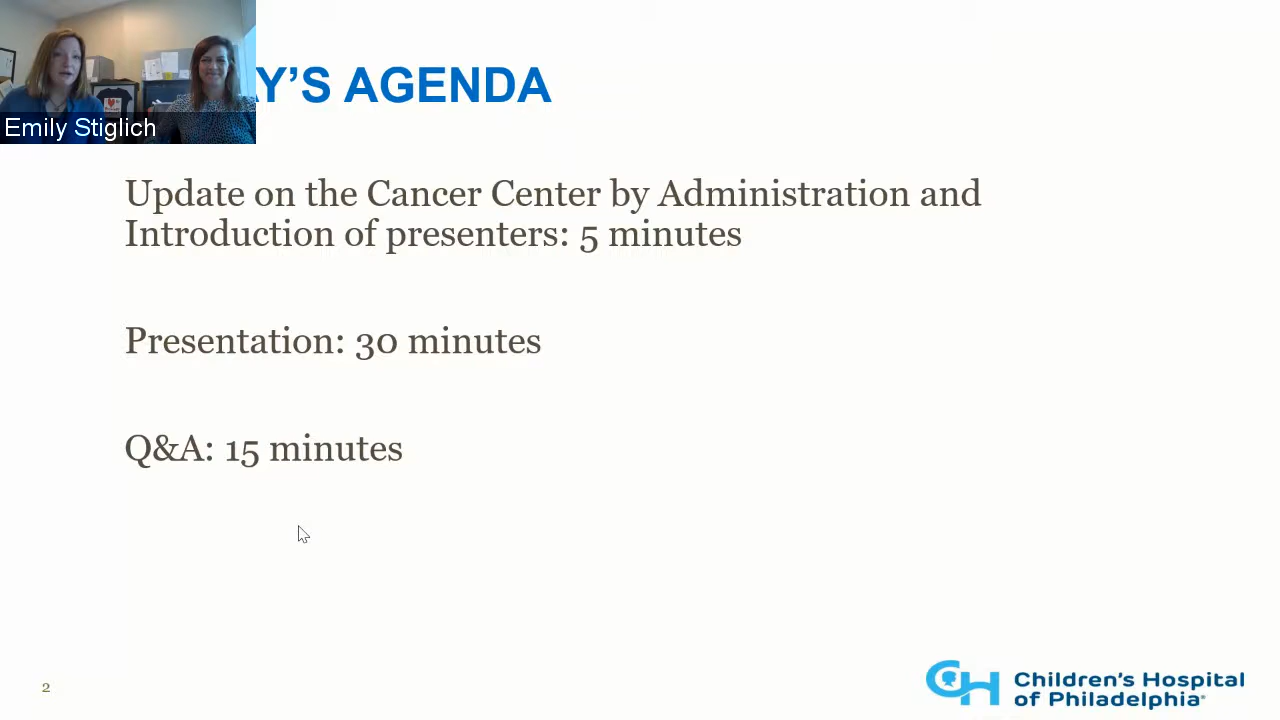 Y’S AGENDA
Emily Stiglich
Update on the Cancer Center by Administration and
Introduction of presenters: 5 minutes
Presentation: 30 minutes
Q&A: 15 minutes
2
CH Children's Hospital
of Philadelphia®